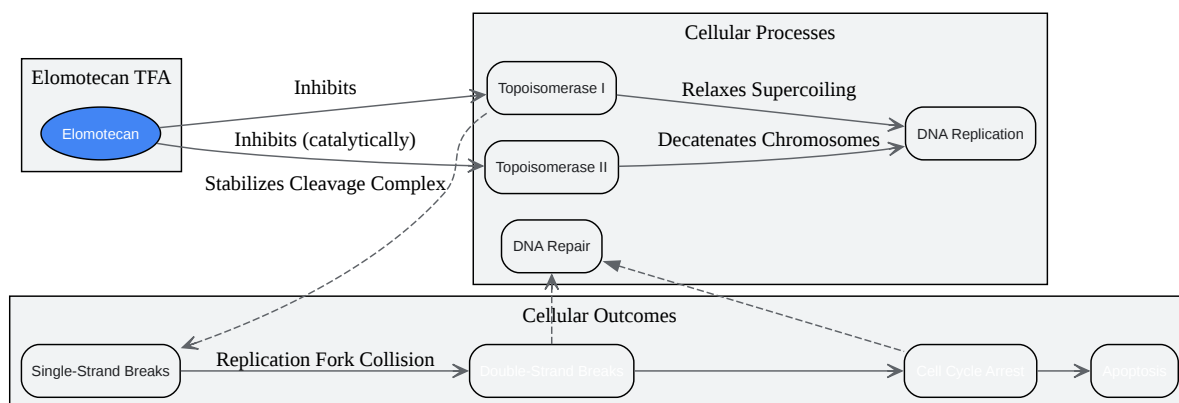 Cellular Processes
Elomotecan TFA
Elomotecan
Inhibits
Inhibits (catalytically)
Stabilizes Cleavage Complex
Topoisomerase I
Relaxes Supercoiling
Topoisomerase II
Decatenates Chromosomes
DNA Replication
DNA Repair
Cellular Outcomes
Single-Strand Breaks
Replication Fork Collision
Double-Strand Breaks
Cell Cycle Arrest
Apoptosis